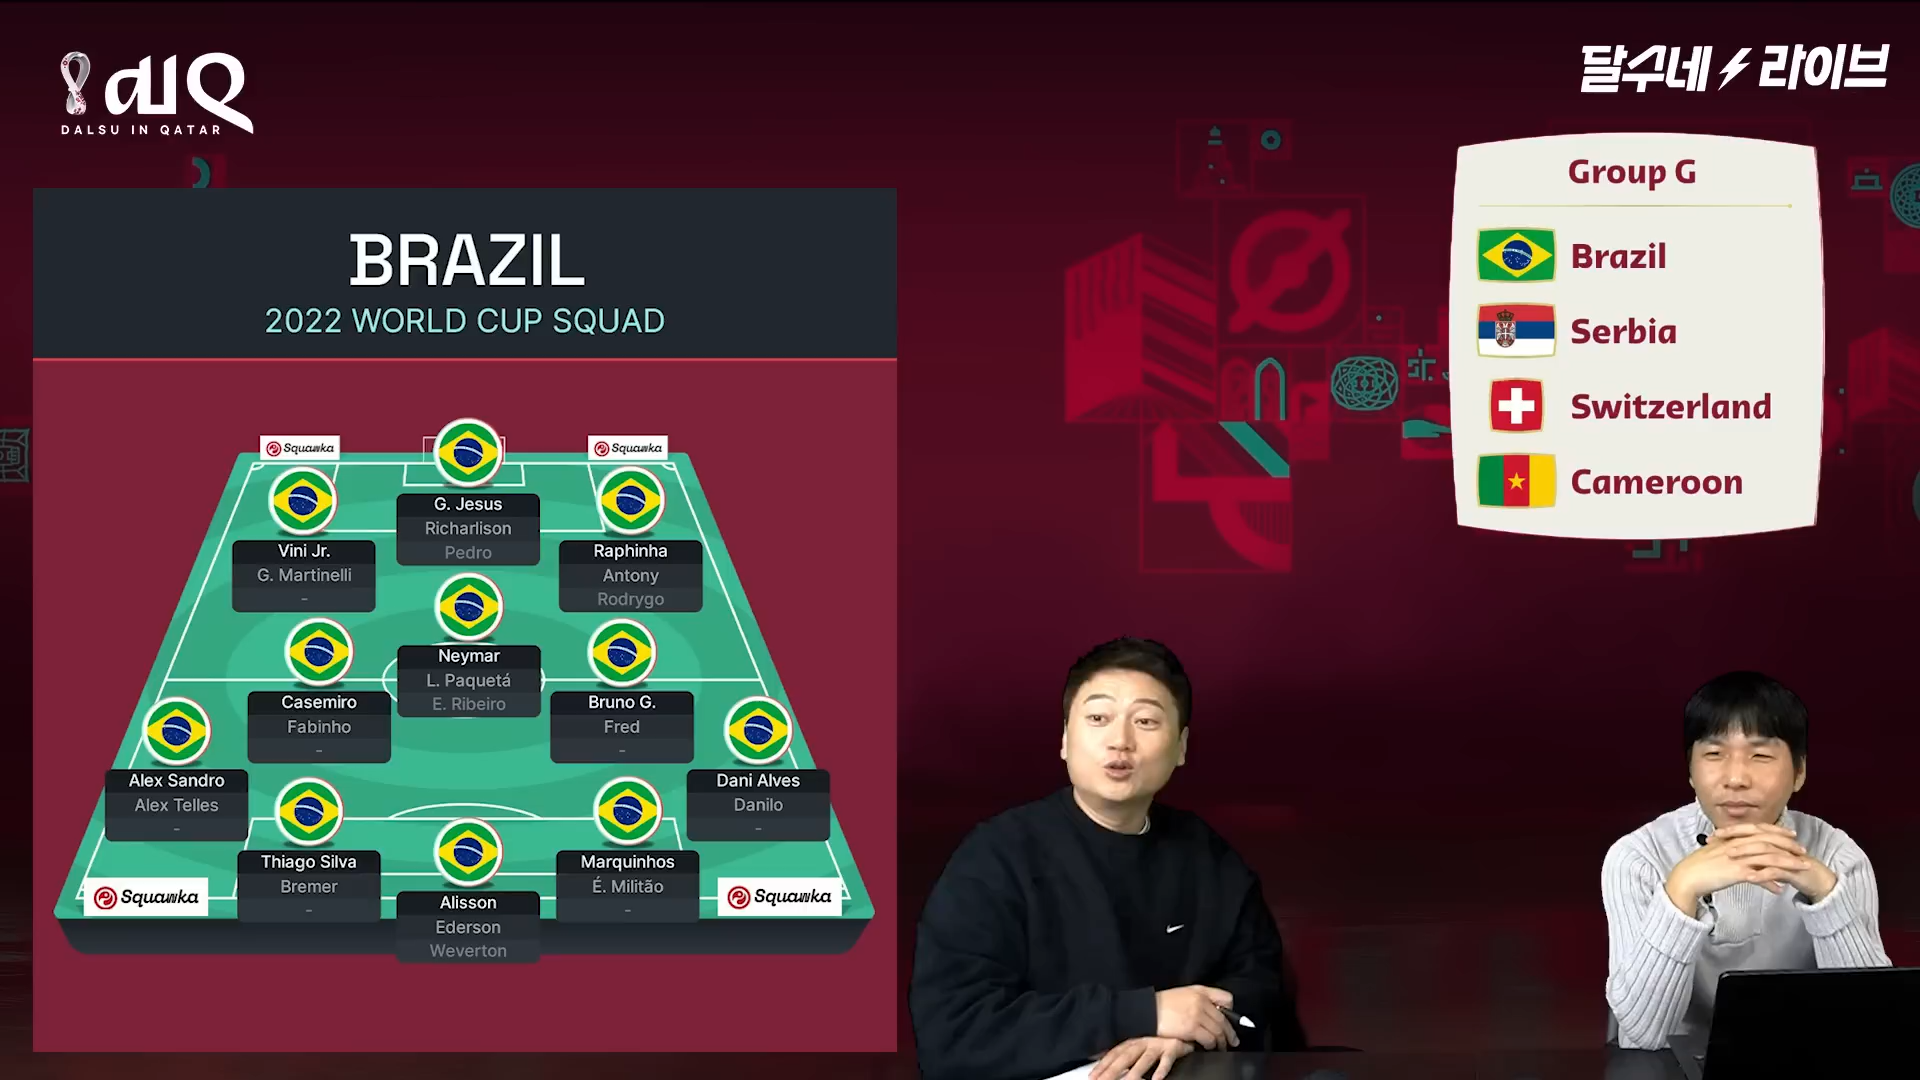 dIQ
DALSU IN QATAR
달수네 라이브
Group G
Brazil
Serbia
Switzerland
Cameroon
BRAZIL
2022 WORLD CUP SQUAD
Squawka
Squawka
G. Jesus
Richarlison
Pedro
Vini Jr.
G. Martinelli
-
Raphinha
Antony
Rodrygo
Neymar
L. Paquetá
E. Ribeiro
Casemiro
Fabinho
-
Bruno G.
Fred
-
Alex Sandro
Alex Telles
-
Dani Alves
Danilo
-
Thiago Silva
Bremer
-
Marquinhos
É. Militão
-
Alisson
Ederson
Weverton
Squawka
Squawka